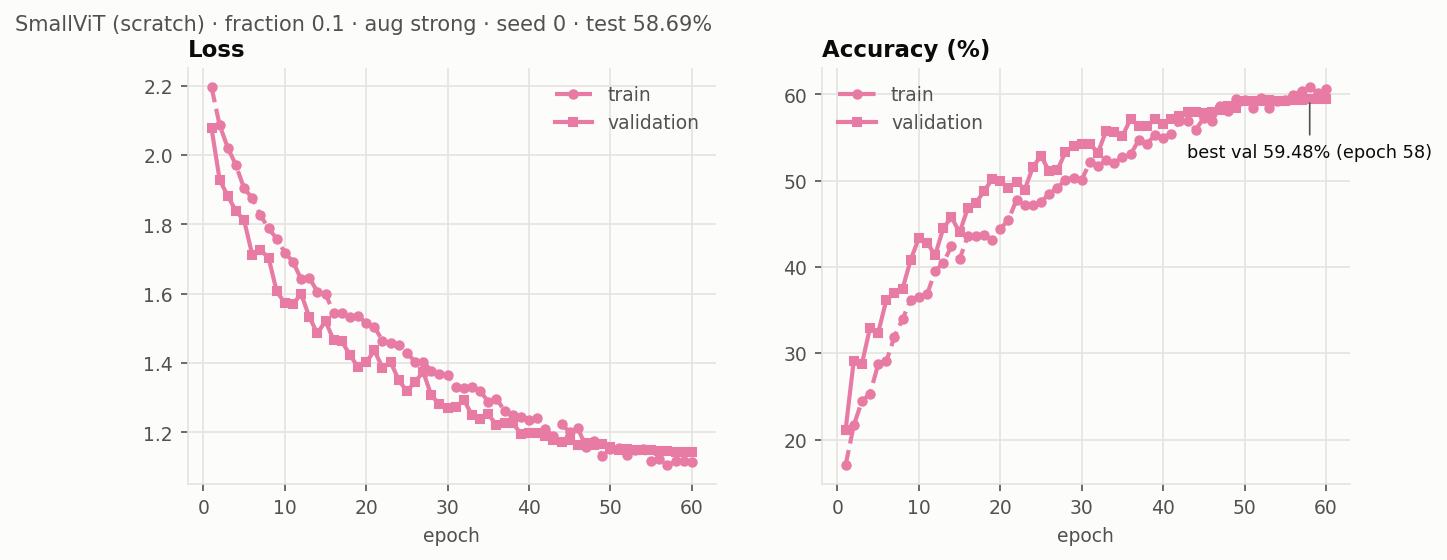 SmallViT (scratch) · fraction 0.1 · aug strong · seed 0 · test 58.69%
Loss
2.2
2.0
1.8
1.6
1.4
1.2
0 10 20 30 40 50 60
epoch
train
validation
Accuracy (%)
60
50
40
30
20
0 10 20 30 40 50 60
epoch
train
validation
best val 59.48% (epoch 58)